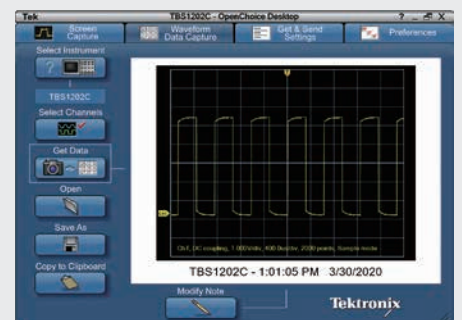 Tek
TBS1202C - OpenChoice Desktop
Screen
Capture
Waveform
Data Capture
Get & Send
Settings
Preferences
Select Instrument
TBS1202C
Select Channels
Get Data
Open
Save As
Copy to Clipboard
Ch1, DC coupling, 1.000Volts, 400.0us/div, 2000 points, Sample mode
TBS1202C - 1:01:05 PM 3/30/2020
Modify Note
Tektronix